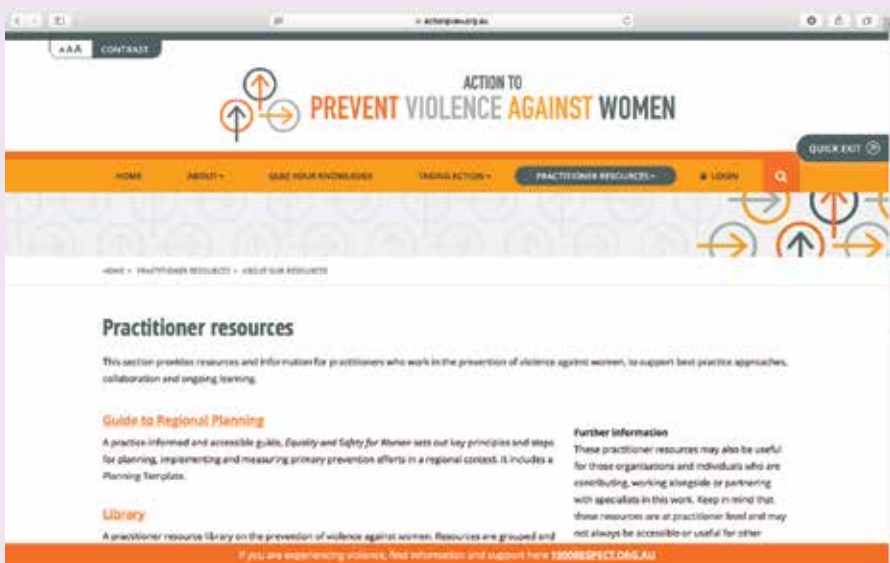 actionpvaw.org.au
AAA CONTRAST
ACTION TO
PREVENT VIOLENCE AGAINST WOMEN
QUICK EXIT
HOME ABOUT QUIZ YOUR KNOWLEDGE TAKING ACTION PRACTITIONER RESOURCES LOGIN
HOME > PRACTITIONER RESOURCES > ABOUT OUR RESOURCES
Practitioner resources
This section provides resources and information for practitioners who work in the prevention of violence against women, to support best practice approaches,
collaboration and ongoing learning.
Guide to Regional Planning
A practice-informed and accessible guide, Equality and Safety for Women sets out key principles and steps
for planning, implementing and measuring primary prevention efforts in a regional context. It includes a
Planning Template.
Library
A practitioner resource library on the prevention of violence against women. Resources are grouped and
Further information
These practitioner resources may also be useful
for those organisations and individuals who are
contributing, working alongside or partnering
with specialists in this work. Keep in mind that
these resources are at practitioner level and may
not always be accessible or useful for other
If you are experiencing violence, find information and support here 1800RESPECT.ORG.AU